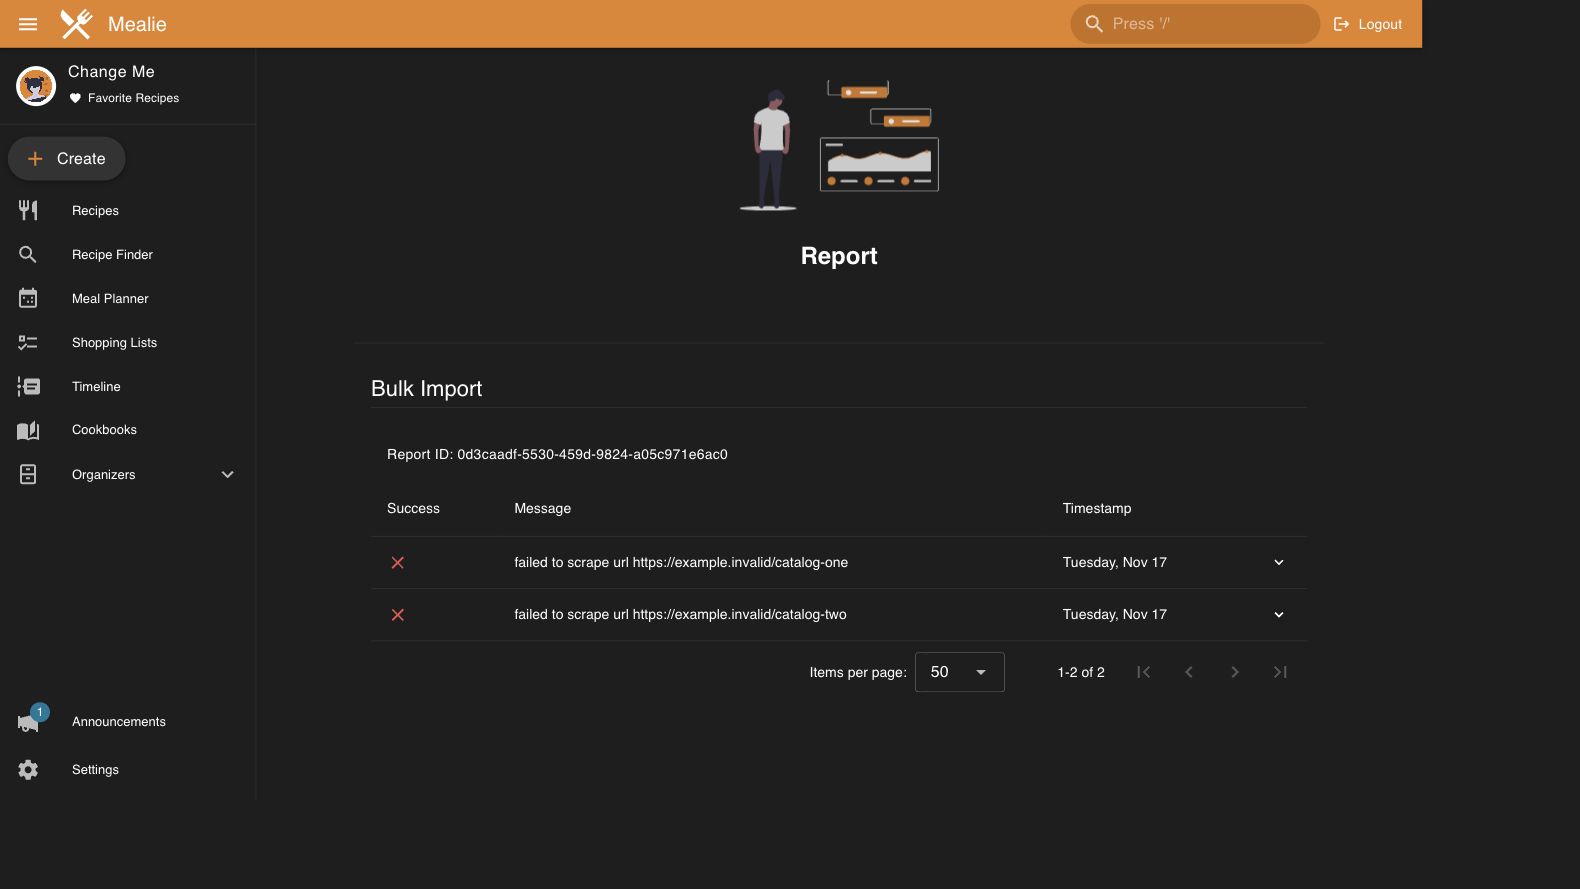 Mealie
Press '/'
Logout
Change Me
Favorite Recipes
Create
Recipes
Recipe Finder
Meal Planner
Shopping Lists
Timeline
Cookbooks
Organizers
1
Announcements
Settings
Report
Bulk Import
Report ID: 0d3caadf-5530-459d-9824-a05c971e6ac0
Success Message Timestamp
failed to scrape url https://example.invalid/catalog-one Tuesday, Nov 17
failed to scrape url https://example.invalid/catalog-two Tuesday, Nov 17
Items per page: 50 1-2 of 2